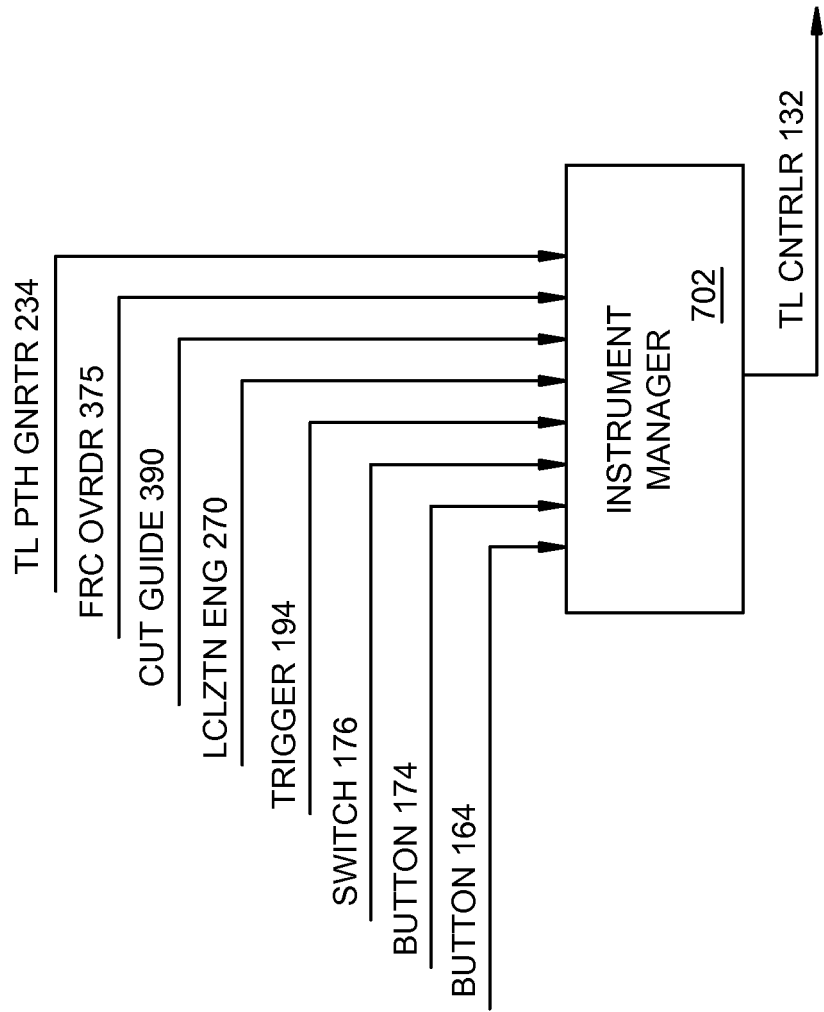 TL PTH GNRTR 234
FRC OVRDR 375
CUT GUIDE 390
LCLZTN ENG 270
TRIGGER 194
SWITCH 176
BUTTON 174
BUTTON 164
INSTRUMENT
MANAGER
702
TL CNTRLR 132